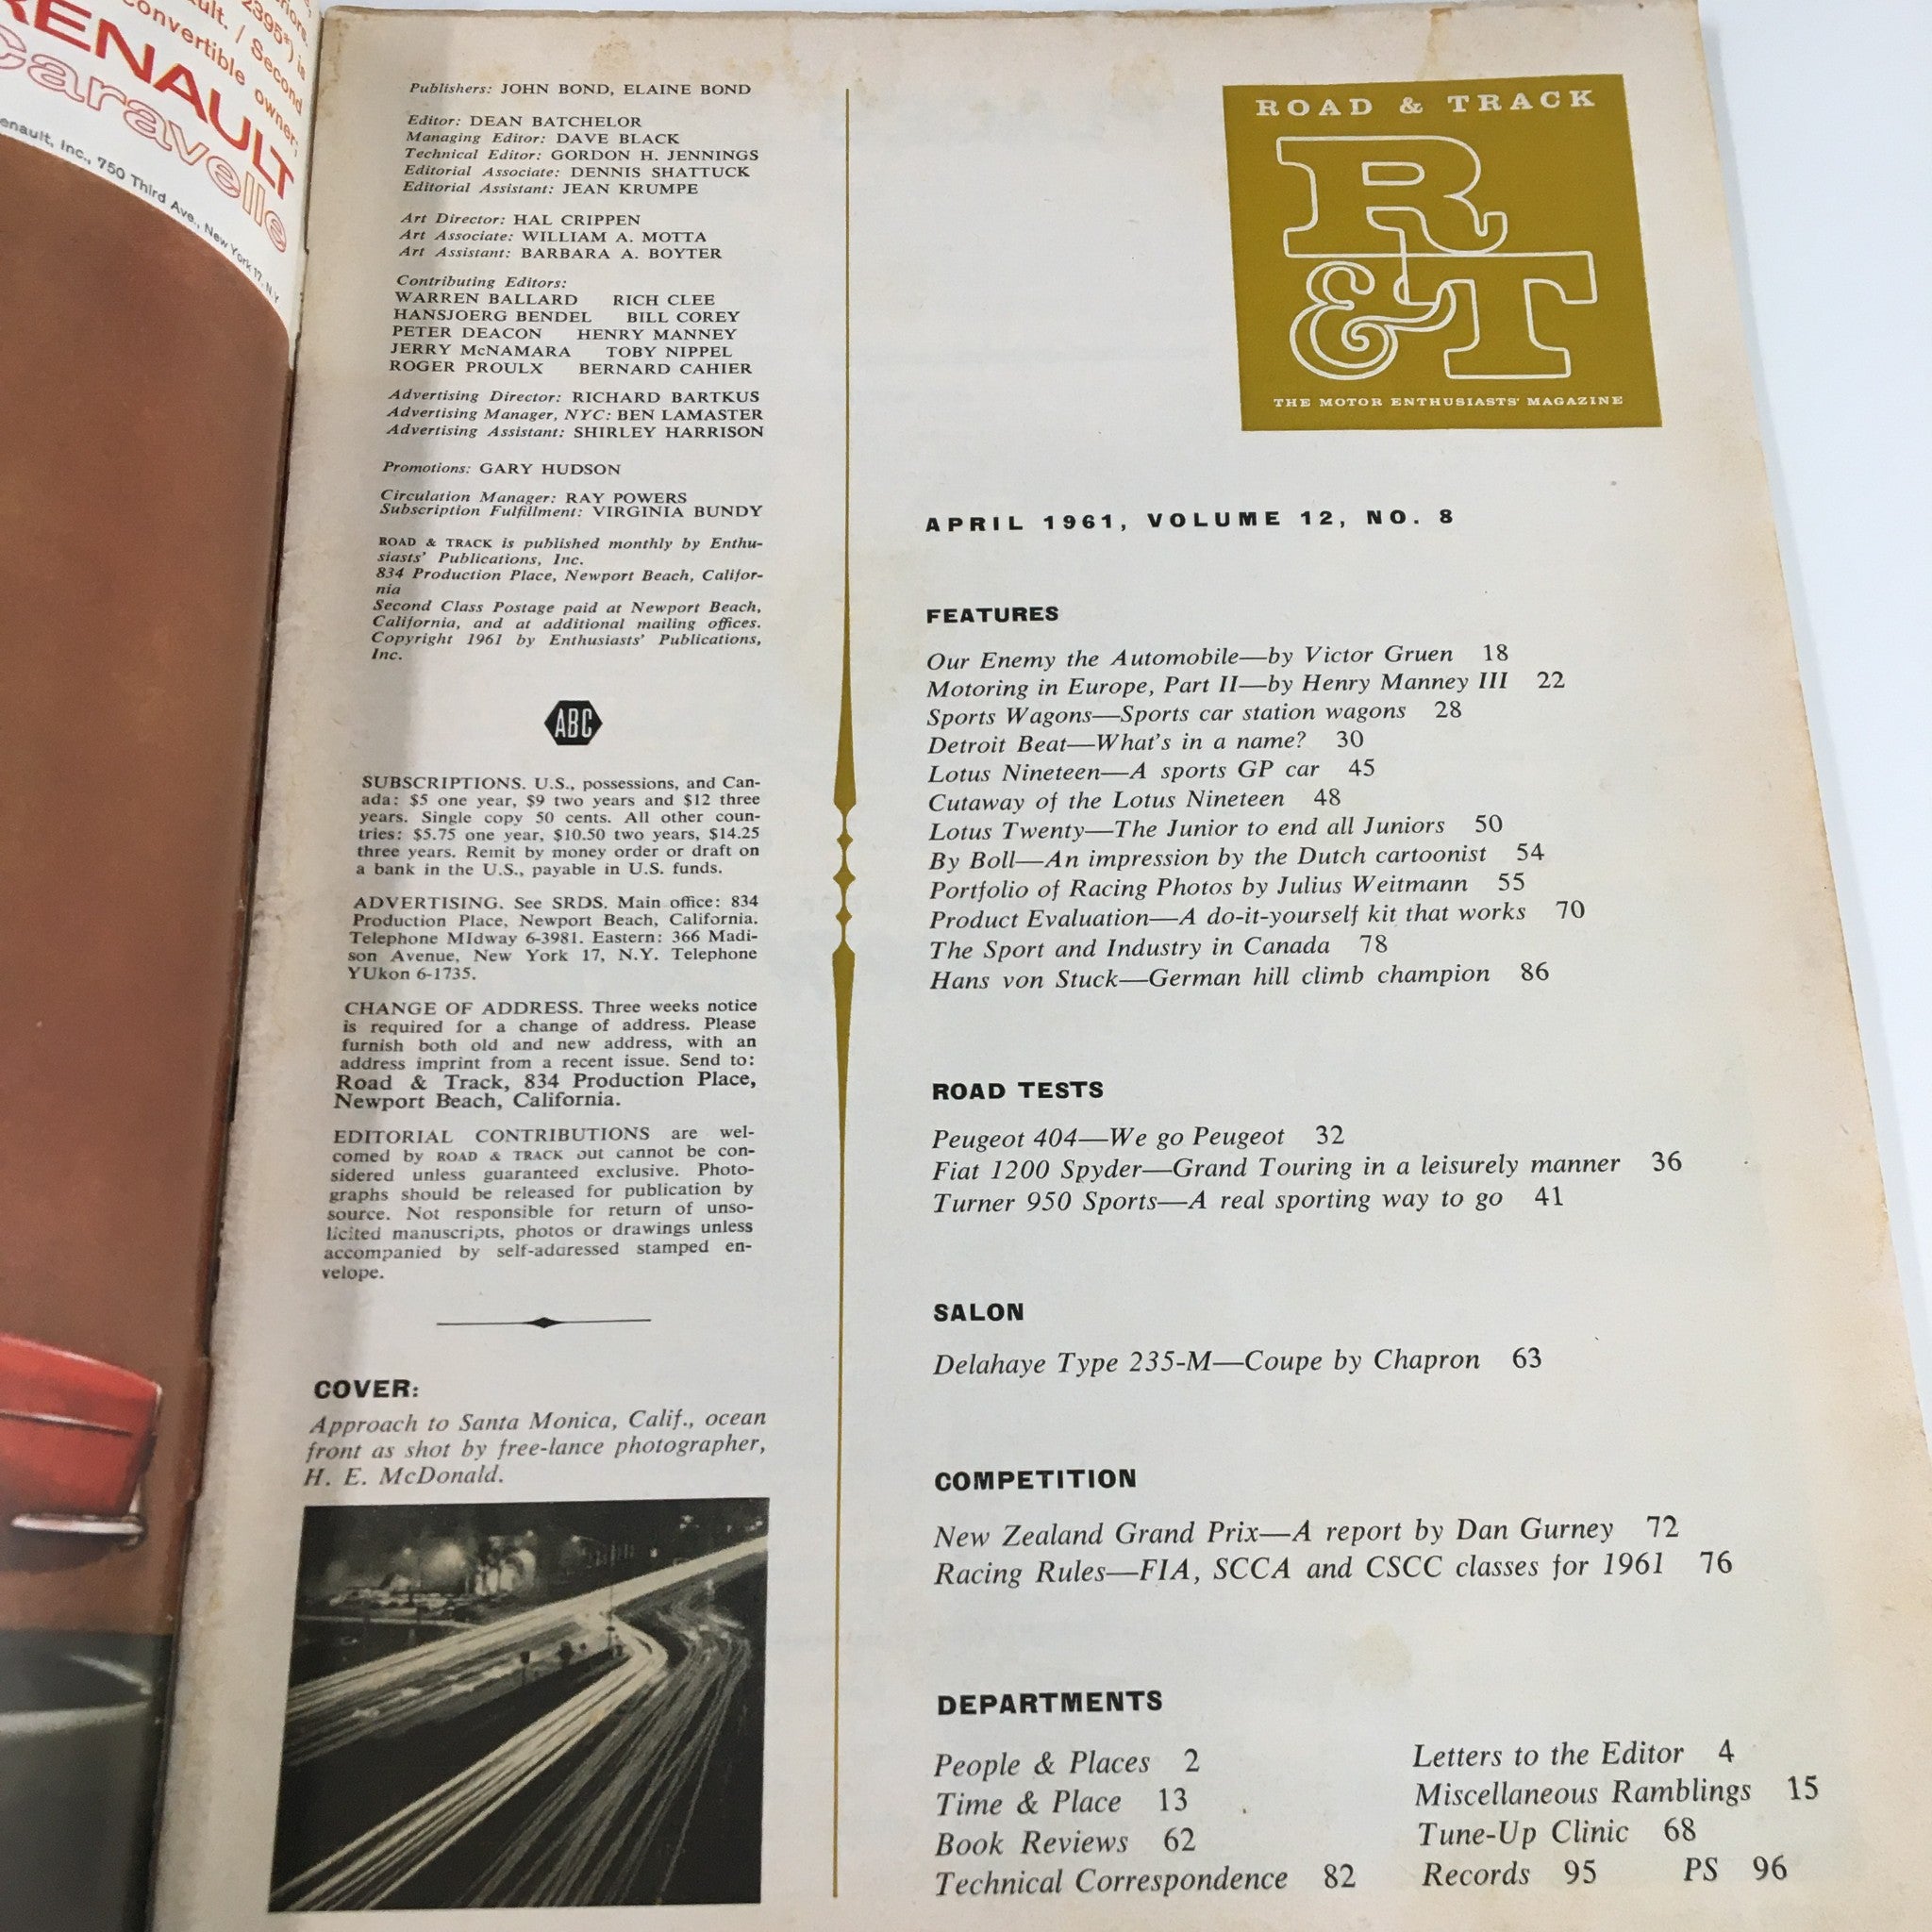 2395*) is
ult. / Second
convertible owner;
RENAULT
Caravelle
enault, Inc., 750 Third Ave., New York 17, N.Y.
Publishers: JOHN BOND, ELAINE BOND
Editor: DEAN BATCHELOR
Managing Editor: DAVE BLACK
Technical Editor: GORDON H. JENNINGS
Editorial Associate: DENNIS SHATTUCK
Editorial Assistant: JEAN KRUMPE
Art Director: HAL CRIPPEN
Art Associate: WILLIAM A. MOTTA
Art Assistant: BARBARA A. BOYTER
Contributing Editors:
WARREN BALLARD RICH CLEE
HANSJOERG BENDEL BILL COREY
PETER DEACON HENRY MANNEY
JERRY McNAMARA TOBY NIPPEL
ROGER PROULX BERNARD CAHIER
Advertising Director: RICHARD BARTKUS
Advertising Manager, NYC: BEN LAMASTER
Advertising Assistant: SHIRLEY HARRISON
Promotions: GARY HUDSON
Circulation Manager: RAY POWERS
Subscription Fulfillment: VIRGINIA BUNDY
ROAD & TRACK is published monthly by Enthu-
siasts' Publications, Inc.
834 Production Place, Newport Beach, Califor-
nia
Second Class Postage paid at Newport Beach,
California, and at additional mailing offices.
Copyright 1961 by Enthusiasts' Publications,
Inc.
ABC
SUBSCRIPTIONS. U.S., possessions, and Can-
ada: $5 one year, $9 two years and $12 three
years. Single copy 50 cents. All other coun-
tries: $5.75 one year, $10.50 two years, $14.25
three years. Remit by money order or draft on
a bank in the U.S., payable in U.S. funds.
ADVERTISING. See SRDS. Main office: 834
Production Place, Newport Beach, California.
Telephone MIdway 6-3981. Eastern: 366 Madi-
son Avenue, New York 17, N.Y. Telephone
YUkon 6-1735.
CHANGE OF ADDRESS. Three weeks notice
is required for a change of address. Please
furnish both old and new address, with an
address imprint from a recent issue. Send to:
Road & Track, 834 Production Place,
Newport Beach, California.
EDITORIAL CONTRIBUTIONS are wel-
comed by ROAD & TRACK but cannot be con-
sidered unless guaranteed exclusive. Photo-
graphs should be released for publication by
source. Not responsible for return of unso-
licited manuscripts, photos or drawings unless
accompanied by self-addressed stamped en-
velope.
COVER:
Approach to Santa Monica, Calif., ocean
front as shot by free-lance photographer,
H. E. McDonald.
ROAD & TRACK
R
&T
THE MOTOR ENTHUSIASTS' MAGAZINE
APRIL 1961, VOLUME 12, NO. 8
FEATURES
Our Enemy the Automobile—by Victor Gruen 18
Motoring in Europe, Part II—by Henry Manney III 22
Sports Wagons—Sports car station wagons 28
Detroit Beat—What's in a name? 30
Lotus Nineteen—A sports GP car 45
Cutaway of the Lotus Nineteen 48
Lotus Twenty—The Junior to end all Juniors 50
By Boll—An impression by the Dutch cartoonist 54
Portfolio of Racing Photos by Julius Weitmann 55
Product Evaluation—A do-it-yourself kit that works 70
The Sport and Industry in Canada 78
Hans von Stuck—German hill climb champion 86
ROAD TESTS
Peugeot 404—We go Peugeot 32
Fiat 1200 Spyder—Grand Touring in a leisurely manner 36
Turner 950 Sports—A real sporting way to go 41
SALON
Delahaye Type 235-M—Coupe by Chapron 63
COMPETITION
New Zealand Grand Prix—A report by Dan Gurney 72
Racing Rules—FIA, SCCA and CSCC classes for 1961 76
DEPARTMENTS
People & Places 2
Time & Place 13
Book Reviews 62
Technical Correspondence 82
Letters to the Editor 4
Miscellaneous Ramblings 15
Tune-Up Clinic 68
Records 95 PS 96